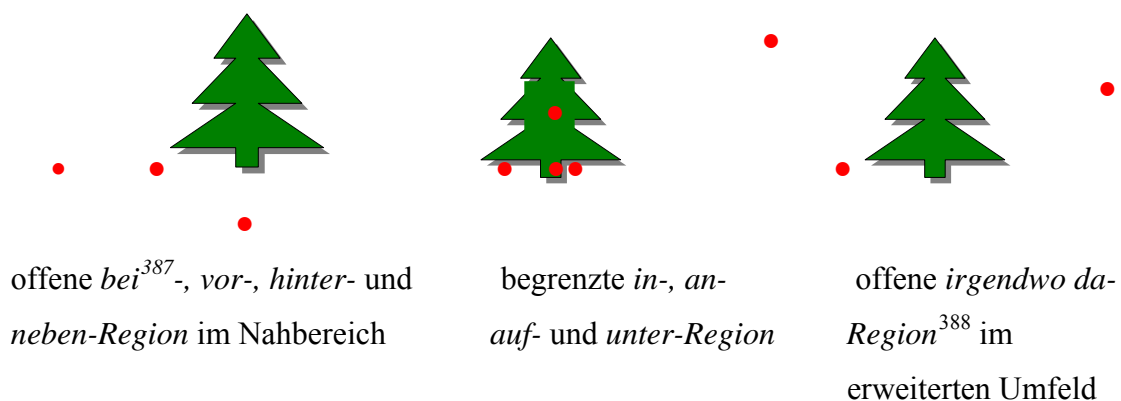 offene bei387-, vor-, hinter- und
neben-Region im Nahbereich
begrenzte in-, an-
auf- und unter-Region
offene irgendwo da-
Region388 im
erweiterten Umfeld